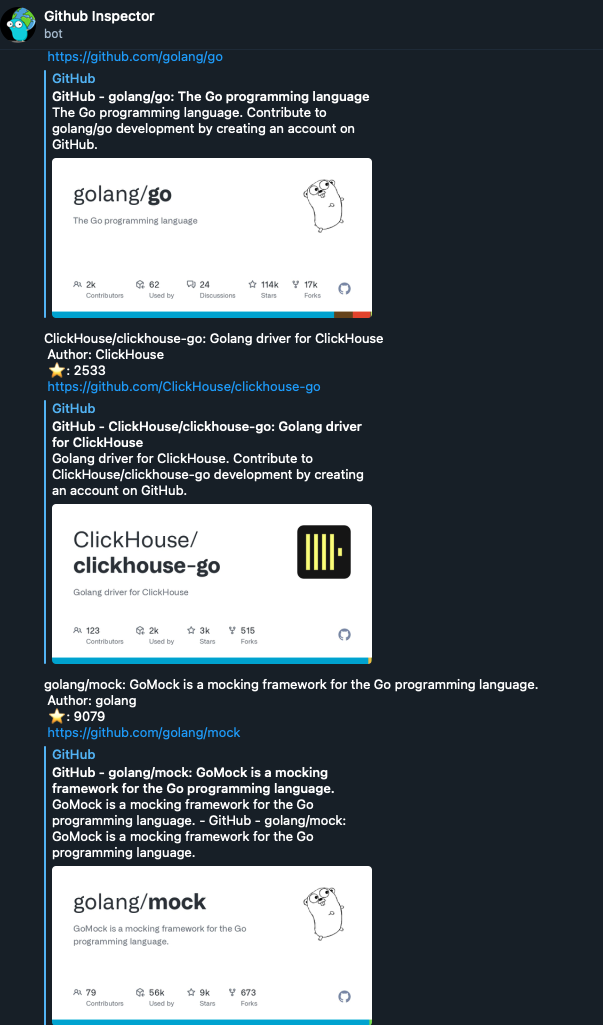 Github Inspector
bot
https://github.com/golang/go
GitHub
GitHub - golang/go: The Go programming language
The Go programming language. Contribute to
golang/go development by creating an account on
GitHub.
golang/go
The Go programming language
2k 62 24 114k 17k
Contributors Used by Discussions Stars Forks
ClickHouse/clickhouse-go: Golang driver for ClickHouse
Author: ClickHouse
⭐: 2533
https://github.com/ClickHouse/clickhouse-go
GitHub
GitHub - ClickHouse/clickhouse-go: Golang driver
for ClickHouse
Golang driver for ClickHouse. Contribute to
ClickHouse/clickhouse-go development by creating
an account on GitHub.
ClickHouse/
clickhouse-go
Golang driver for ClickHouse
123 2k 3k 515
Contributors Used by Stars Forks
golang/mock: GoMock is a mocking framework for the Go programming language.
Author: golang
⭐: 9079
https://github.com/golang/mock
GitHub
GitHub - golang/mock: GoMock is a mocking
framework for the Go programming language.
GoMock is a mocking framework for the Go
programming language. - GitHub - golang/mock:
GoMock is a mocking framework for the Go
programming language.
golang/mock
GoMock is a mocking framework for the Go
programming language.
79 56k 9k 673
Contributors Used by Stars Forks